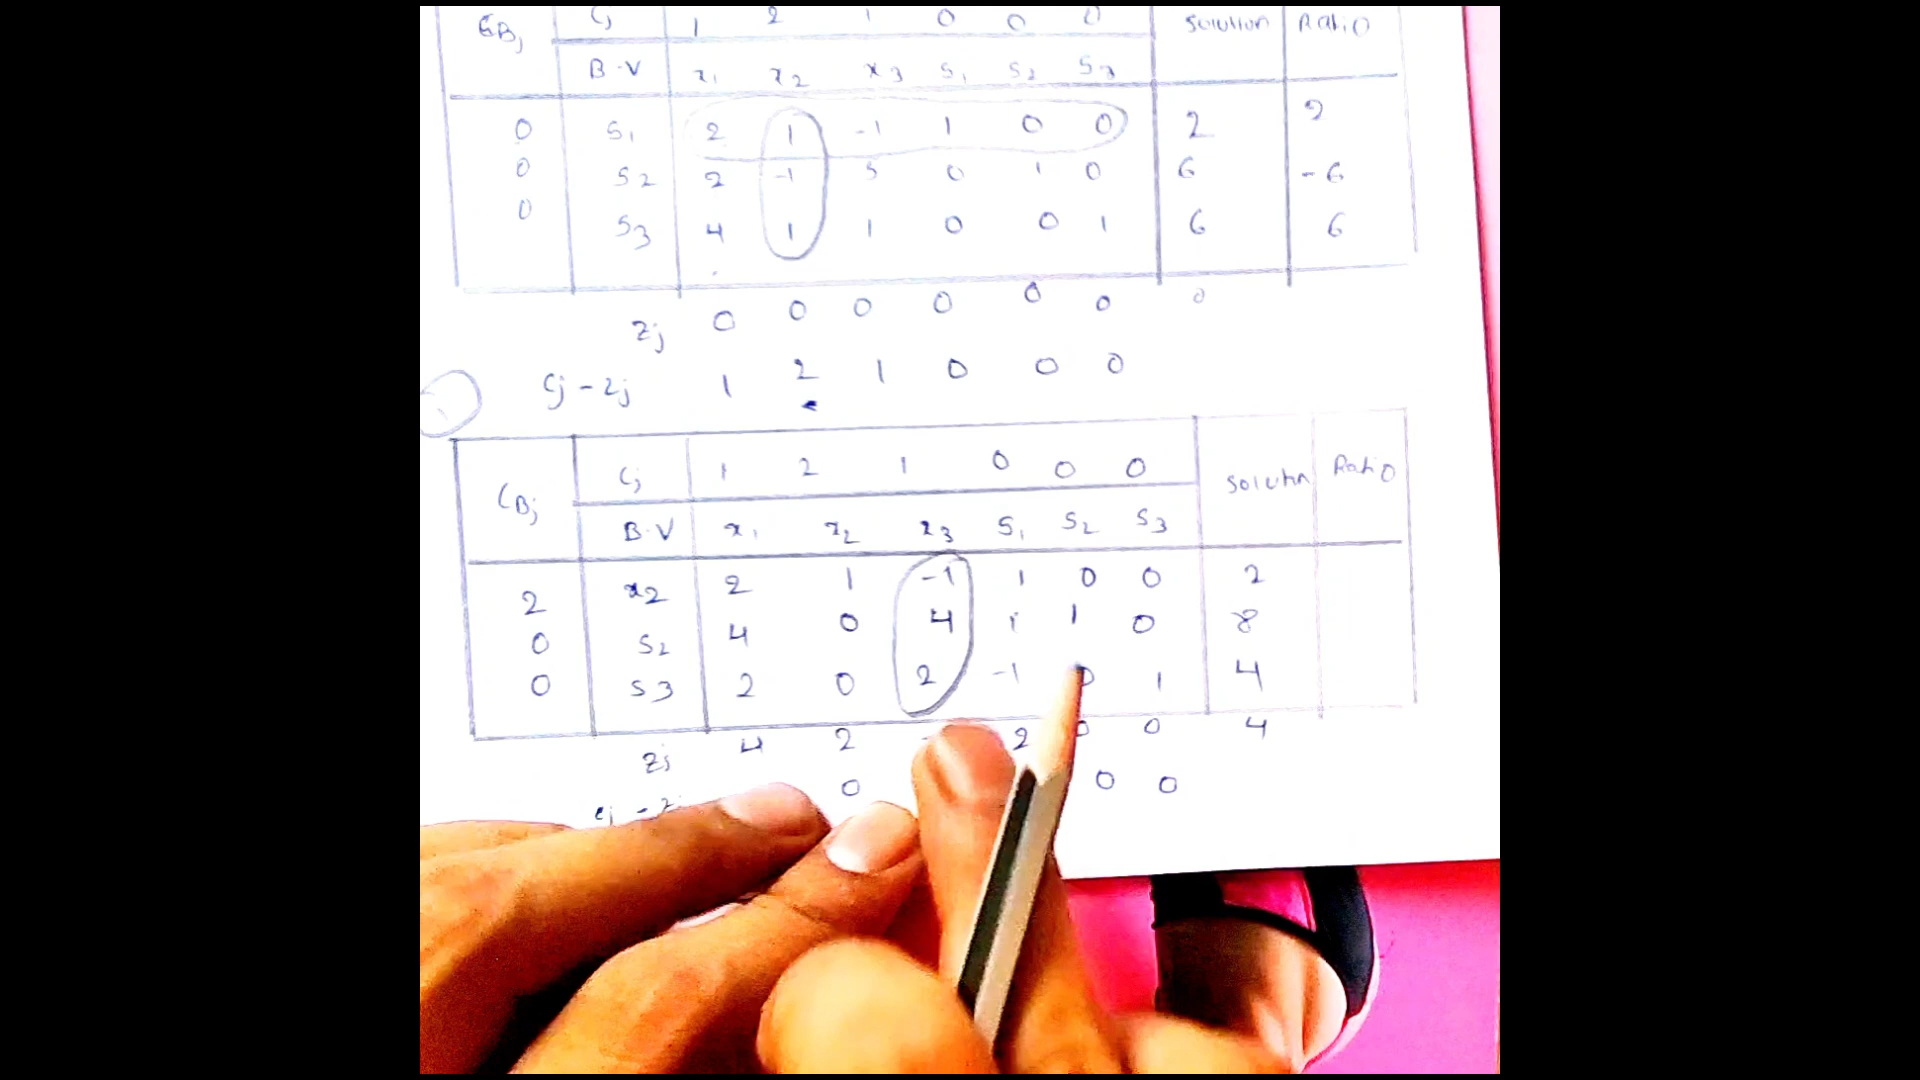 CBj Cj 1 2 1 0 0 0 Solution Ratio
B.V x1 x2 x3 S1 S2 S3
0 S1 2 1 -1 1 0 0 2 2
0 S2 2 -1 5 0 1 0 6 -6
0 S3 4 1 1 0 0 1 6 6
Zj 0 0 0 0 0 0 0
Cj - Zj 1 2 1 0 0 0
CBj Cj 1 2 1 0 0 0 Solutn Ratio
B.V x1 x2 x3 S1 S2 S3
2 x2 2 1 -1 1 0 0 2
0 S2 4 0 4 1 1 0 8
0 S3 2 0 2 -1 0 1 4
Zj 4 2 2 0 0 4
Cj - Zj 0 0 0